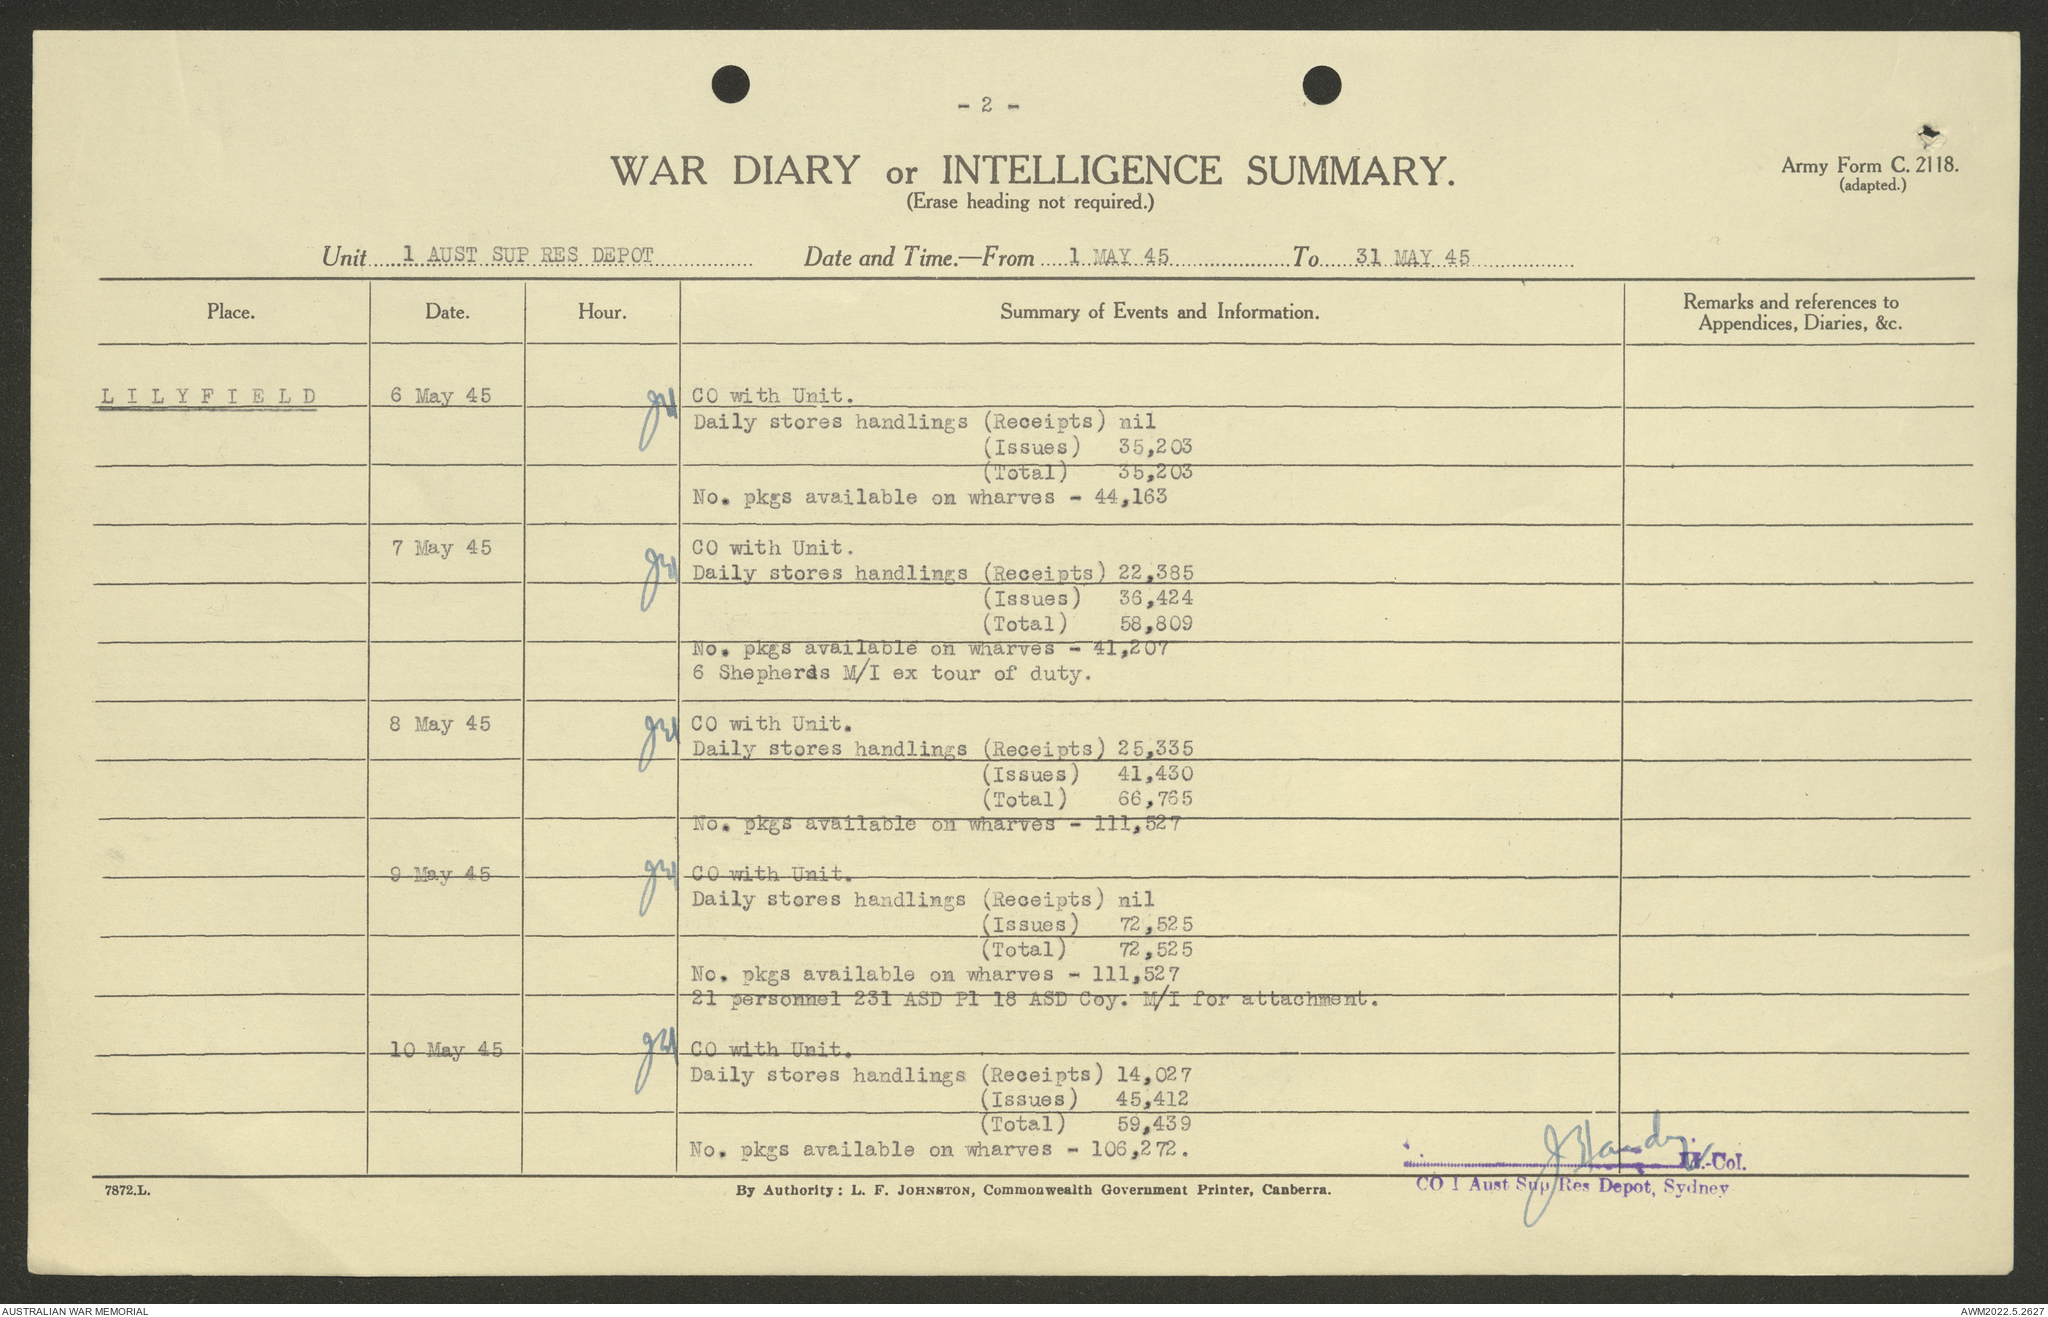 - 2 -
WAR DIARY or INTELLIGENCE SUMMARY.
(Erase heading not required.)
Army Form C. 2118.
(adapted.)
Unit 1 AUST SUP RES DEPOT Date and Time.—From 1 MAY 45 To 31 MAY 45
Place. Date. Hour. Summary of Events and Information. Remarks and references to
Appendices, Diaries, &c.
LILYFIELD 6 May 45 CO with Unit.
Daily stores handlings (Receipts) nil
(Issues) 35,203
(Total) 35,203
No. pkgs available on wharves - 44,163
7 May 45 CO with Unit.
Daily stores handlings (Receipts) 22,385
(Issues) 36,424
(Total) 58,809
No. pkgs available on wharves - 41,207
6 Shepherds M/I ex tour of duty.
8 May 45 CO with Unit.
Daily stores handlings (Receipts) 25,335
(Issues) 41,430
(Total) 66,765
No. pkgs available on wharves - 111,527
9 May 45 CO with Unit.
Daily stores handlings (Receipts) nil
(Issues) 72,525
(Total) 72,525
No. pkgs available on wharves - 111,527
21 personnel 231 ASD Pl 18 ASD Coy. M/I for attachment.
10 May 45 CO with Unit.
Daily stores handlings (Receipts) 14,027
(Issues) 45,412
(Total) 59,439
No. pkgs available on wharves - 106,272.
Lt.-Col.
CO 1 Aust Sup Res Depot, Sydney
7872.L. By Authority: L. F. JOHNSTON, Commonwealth Government Printer, Canberra.
AUSTRALIAN WAR MEMORIAL AWM2022.5.2627